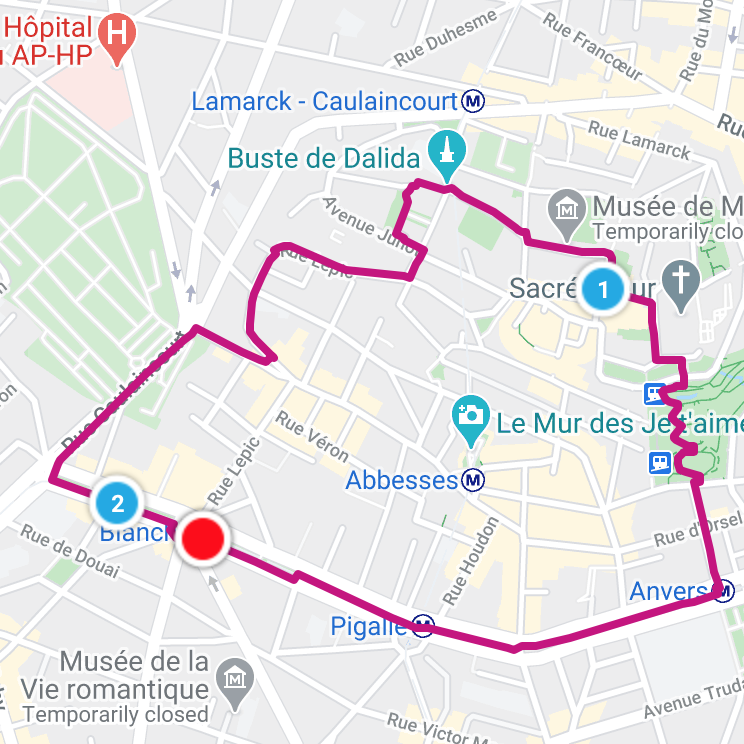 Hôpital
AP-HP
H
Rue Duhesme
Rue Francœur
Rue du Mo
Lamarck - Caulaincourt M
Rue
Rue Lamarck
Buste de Dalida
Avenue Junot
Musée de M
Temporarily clo
Rue Lepic
Sacré ur
1
Rue Caulaincourt
Le Mur des Je t'aime
Rue Véron
Rue Lepic
Abbesses M
2
Blanc
Rue de Douai
Rue d'Orsel
Rue Houdon
Anvers M
Pigalle M
Musée de la
Vie romantique
Temporarily closed
Avenue Truda
Rue Victor M